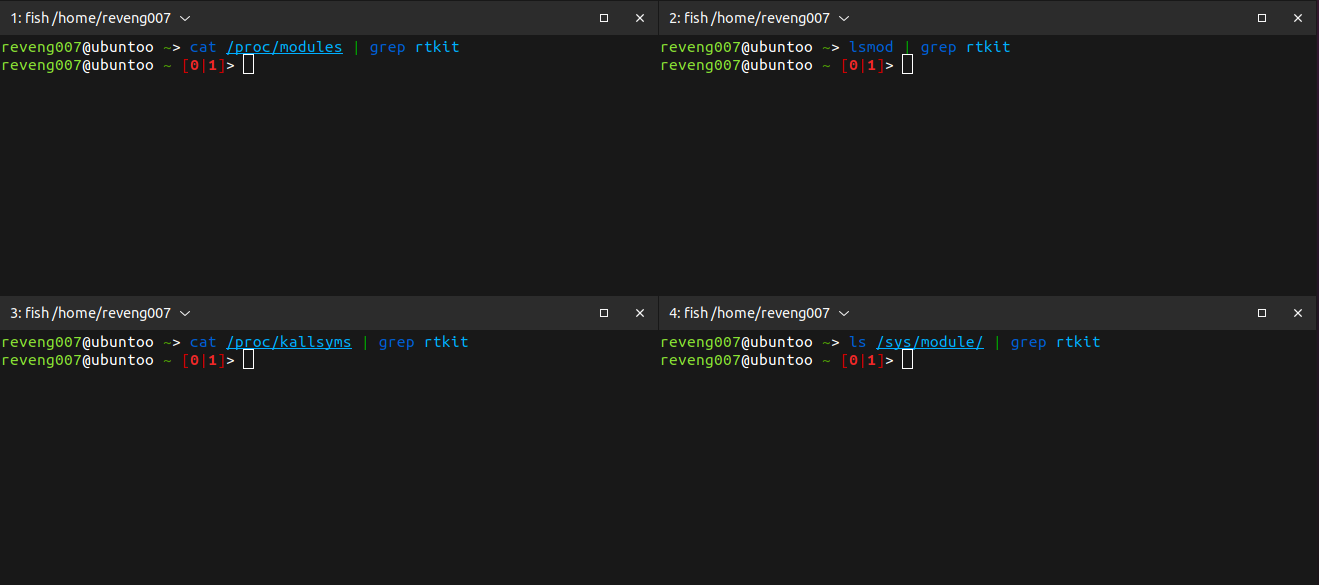 1: fish /home/reveng007
reveng007@ubuntoo ~> cat /proc/modules | grep rtkit
reveng007@ubuntoo ~ [0|1]>
2: fish /home/reveng007
reveng007@ubuntoo ~> lsmod | grep rtkit
reveng007@ubuntoo ~ [0|1]>
3: fish /home/reveng007
reveng007@ubuntoo ~> cat /proc/kallsyms | grep rtkit
reveng007@ubuntoo ~ [0|1]>
4: fish /home/reveng007
reveng007@ubuntoo ~> ls /sys/module/ | grep rtkit
reveng007@ubuntoo ~ [0|1]>